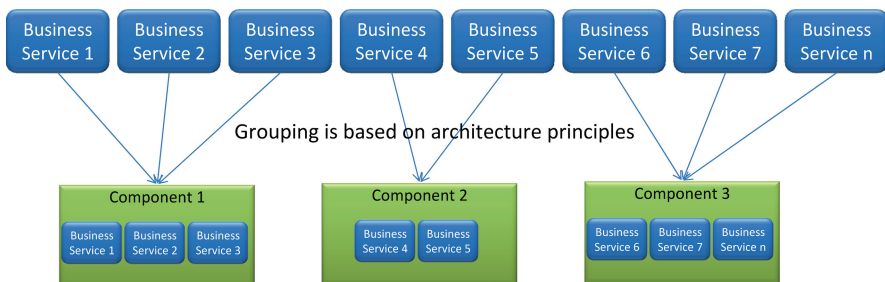 Business
Service 1
Business
Service 2
Business
Service 3
Business
Service 4
Business
Service 5
Business
Service 6
Business
Service 7
Business
Service n
Grouping is based on architecture principles
Component 1
Business
Service 1
Business
Service 2
Business
Service 3
Component 2
Business
Service 4
Business
Service 5
Component 3
Business
Service 6
Business
Service 7
Business
Service n